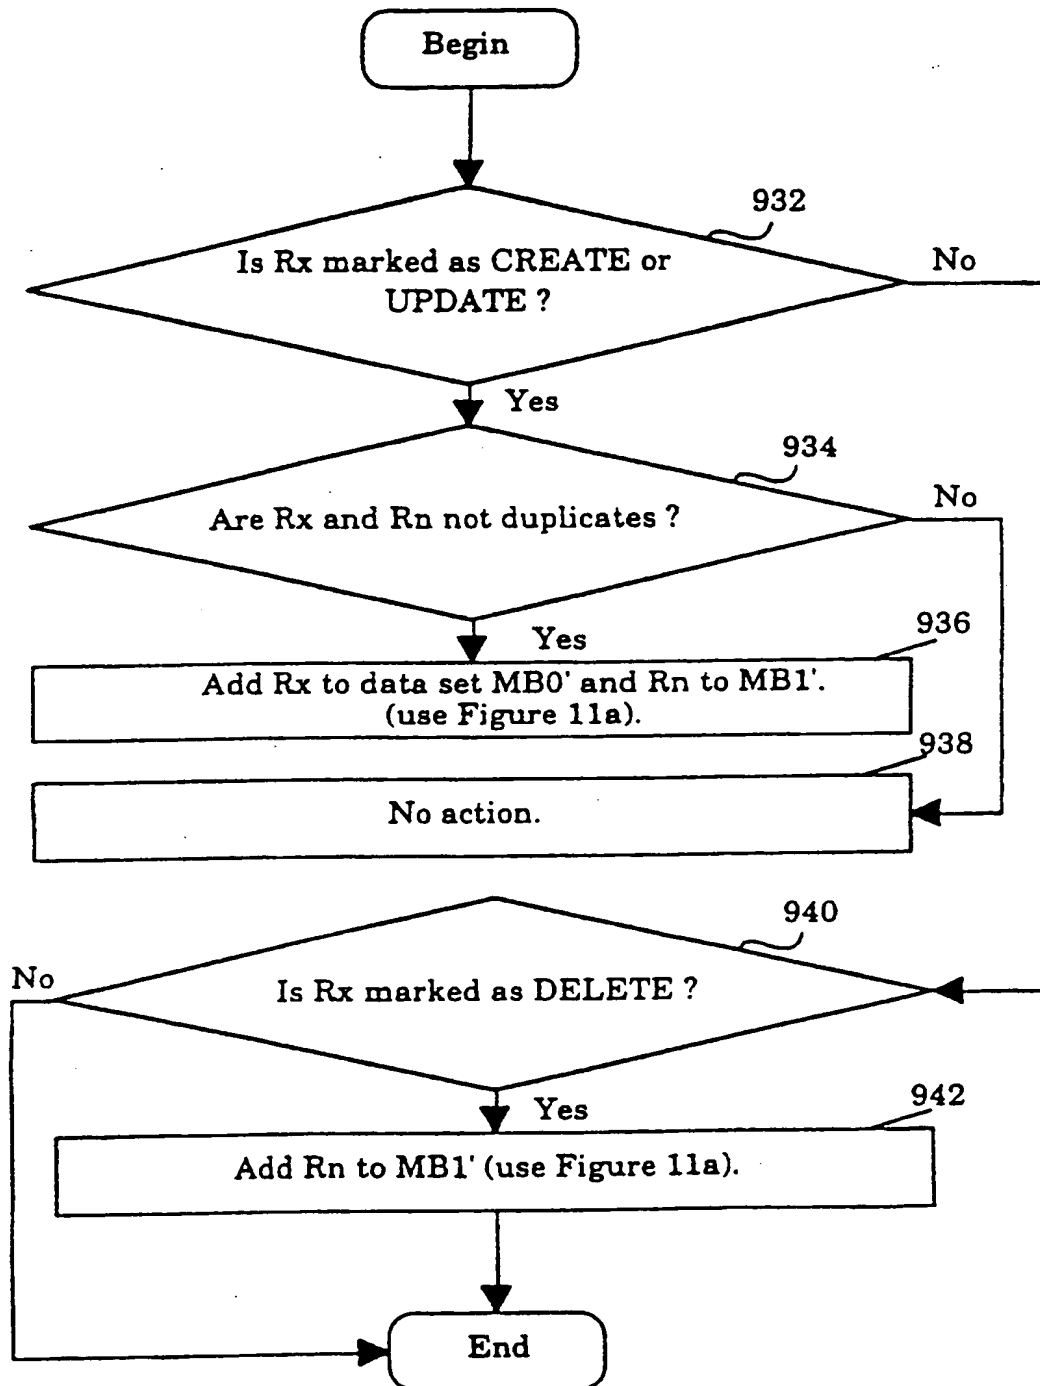 Begin
932
Is Rx marked as CREATE or
UPDATE ?
No
Yes
934
Are Rx and Rn not duplicates ?
No
Yes
936
Add Rx to data set MB0' and Rn to MB1'.
(use Figure 11a).
938
No action.
940
No
Is Rx marked as DELETE ?
Yes
942
Add Rn to MB1' (use Figure 11a).
End